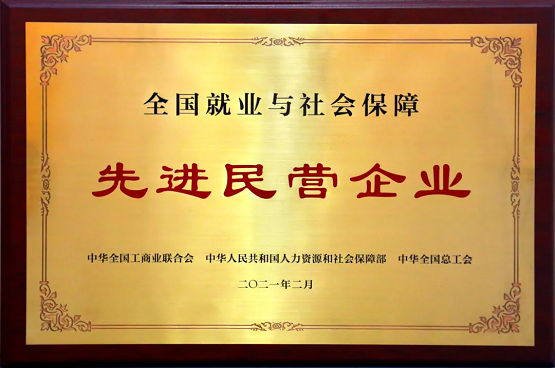 全国就业与社会保障
先进民营企业
中华全国工商业联合会 中华人民共和国人力资源和社会保障部 中华全国总工会
二〇二一年二月